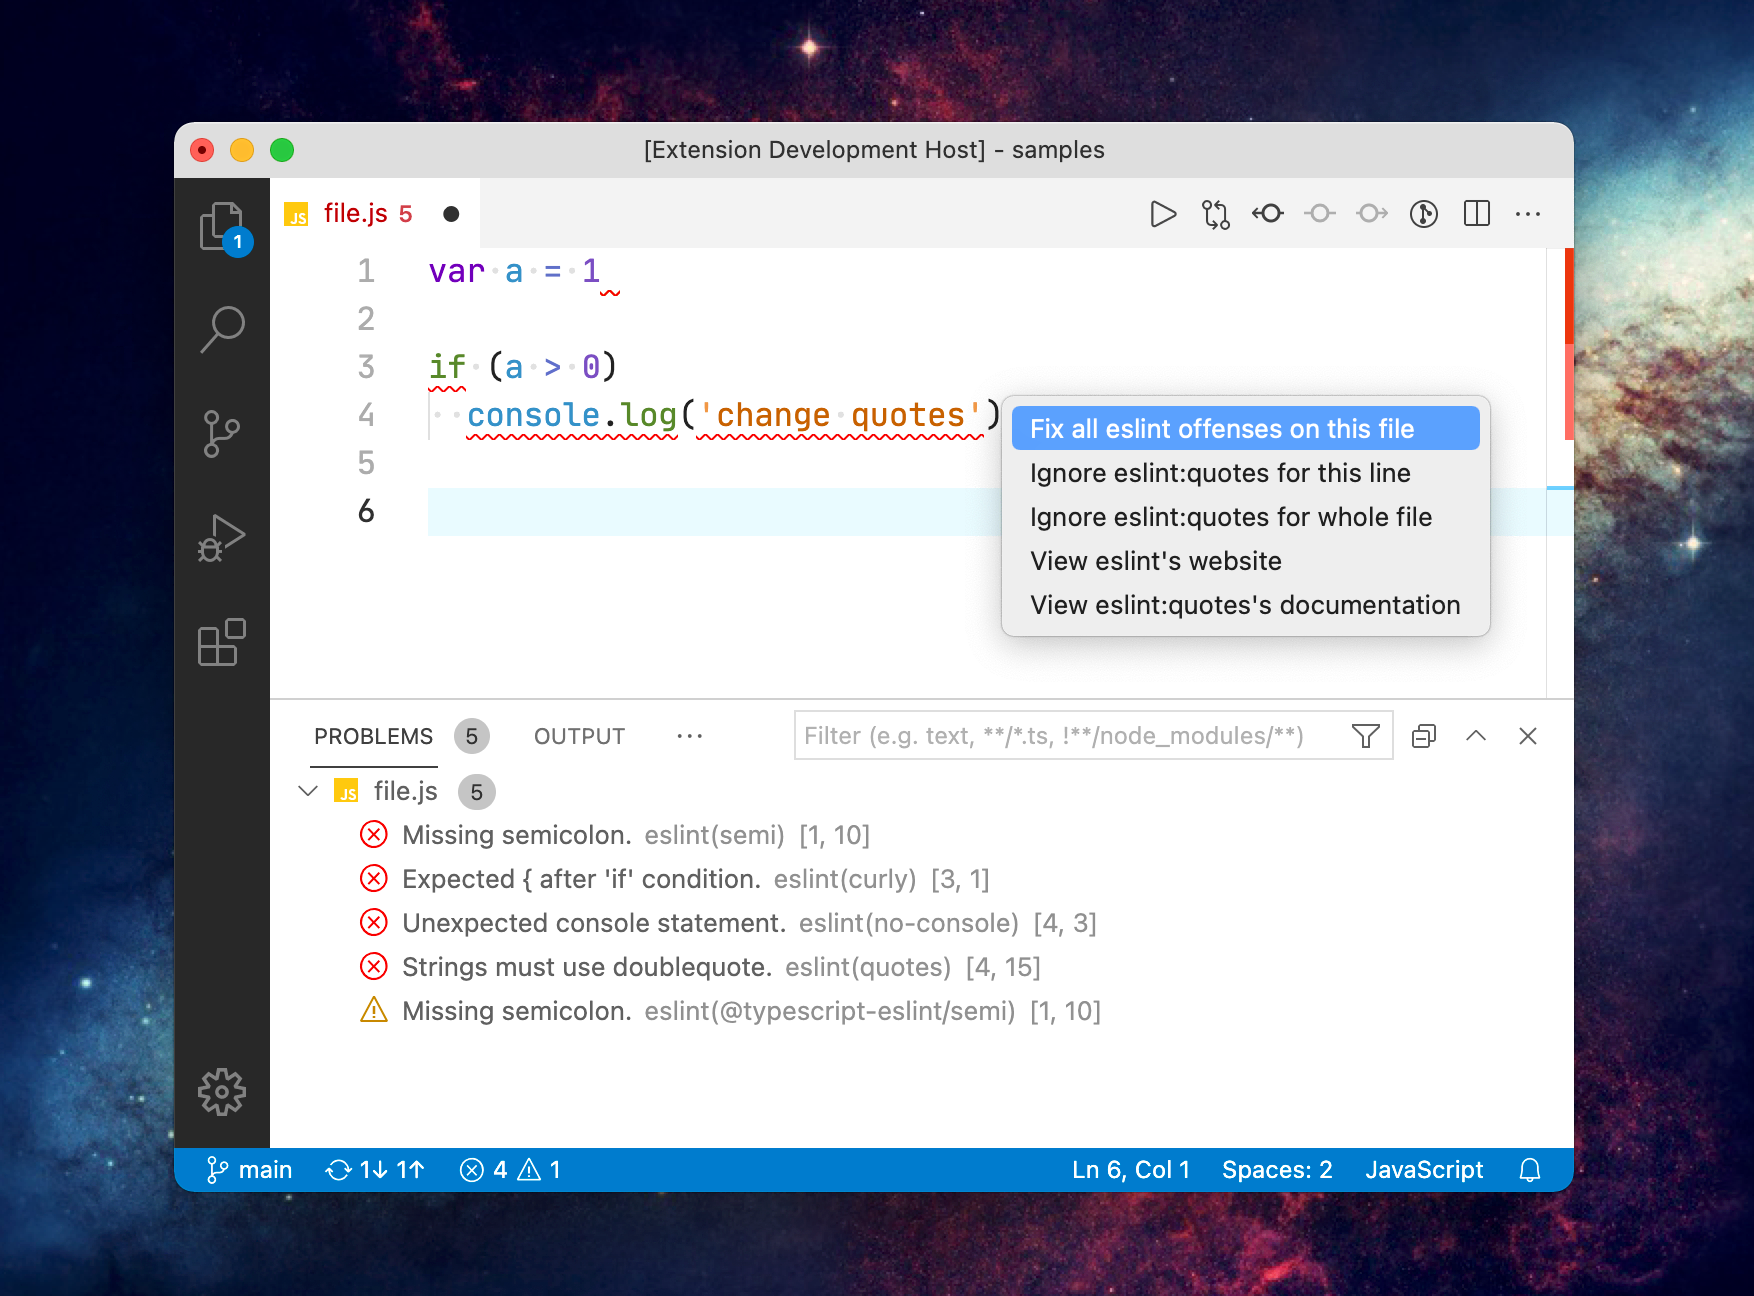 [Extension Development Host] - samples
1
JS file.js 5
1 var a = 1
2
3 if (a > 0)
4 console.log('change quotes')
5
6
Fix all eslint offenses on this file
Ignore eslint:quotes for this line
Ignore eslint:quotes for whole file
View eslint's website
View eslint:quotes's documentation
PROBLEMS 5 OUTPUT ··· Filter (e.g. text, **/*.ts, !**/node_modules/**)
JS file.js 5
Missing semicolon. eslint(semi) [1, 10]
Expected { after 'if' condition. eslint(curly) [3, 1]
Unexpected console statement. eslint(no-console) [4, 3]
Strings must use doublequote. eslint(quotes) [4, 15]
Missing semicolon. eslint(@typescript-eslint/semi) [1, 10]
main 1↓ 1↑ 4 1 Ln 6, Col 1 Spaces: 2 JavaScript